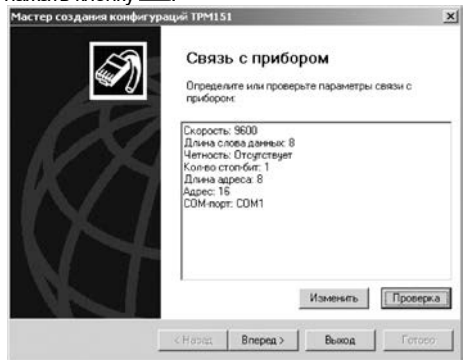 нажать кнопку
Мастер создания конфигураций ТРМ151
Связь с прибором
Определите или проверьте параметры связи с
прибором:
Скорость: 9600
Длина слова данных: 8
Четность: Отсутствует
Кол-во стоп-бит: 1
Длина адреса: 8
Адрес: 16
COM-порт: COM1
Изменить Проверка
< Назад Вперед > Выход Готово